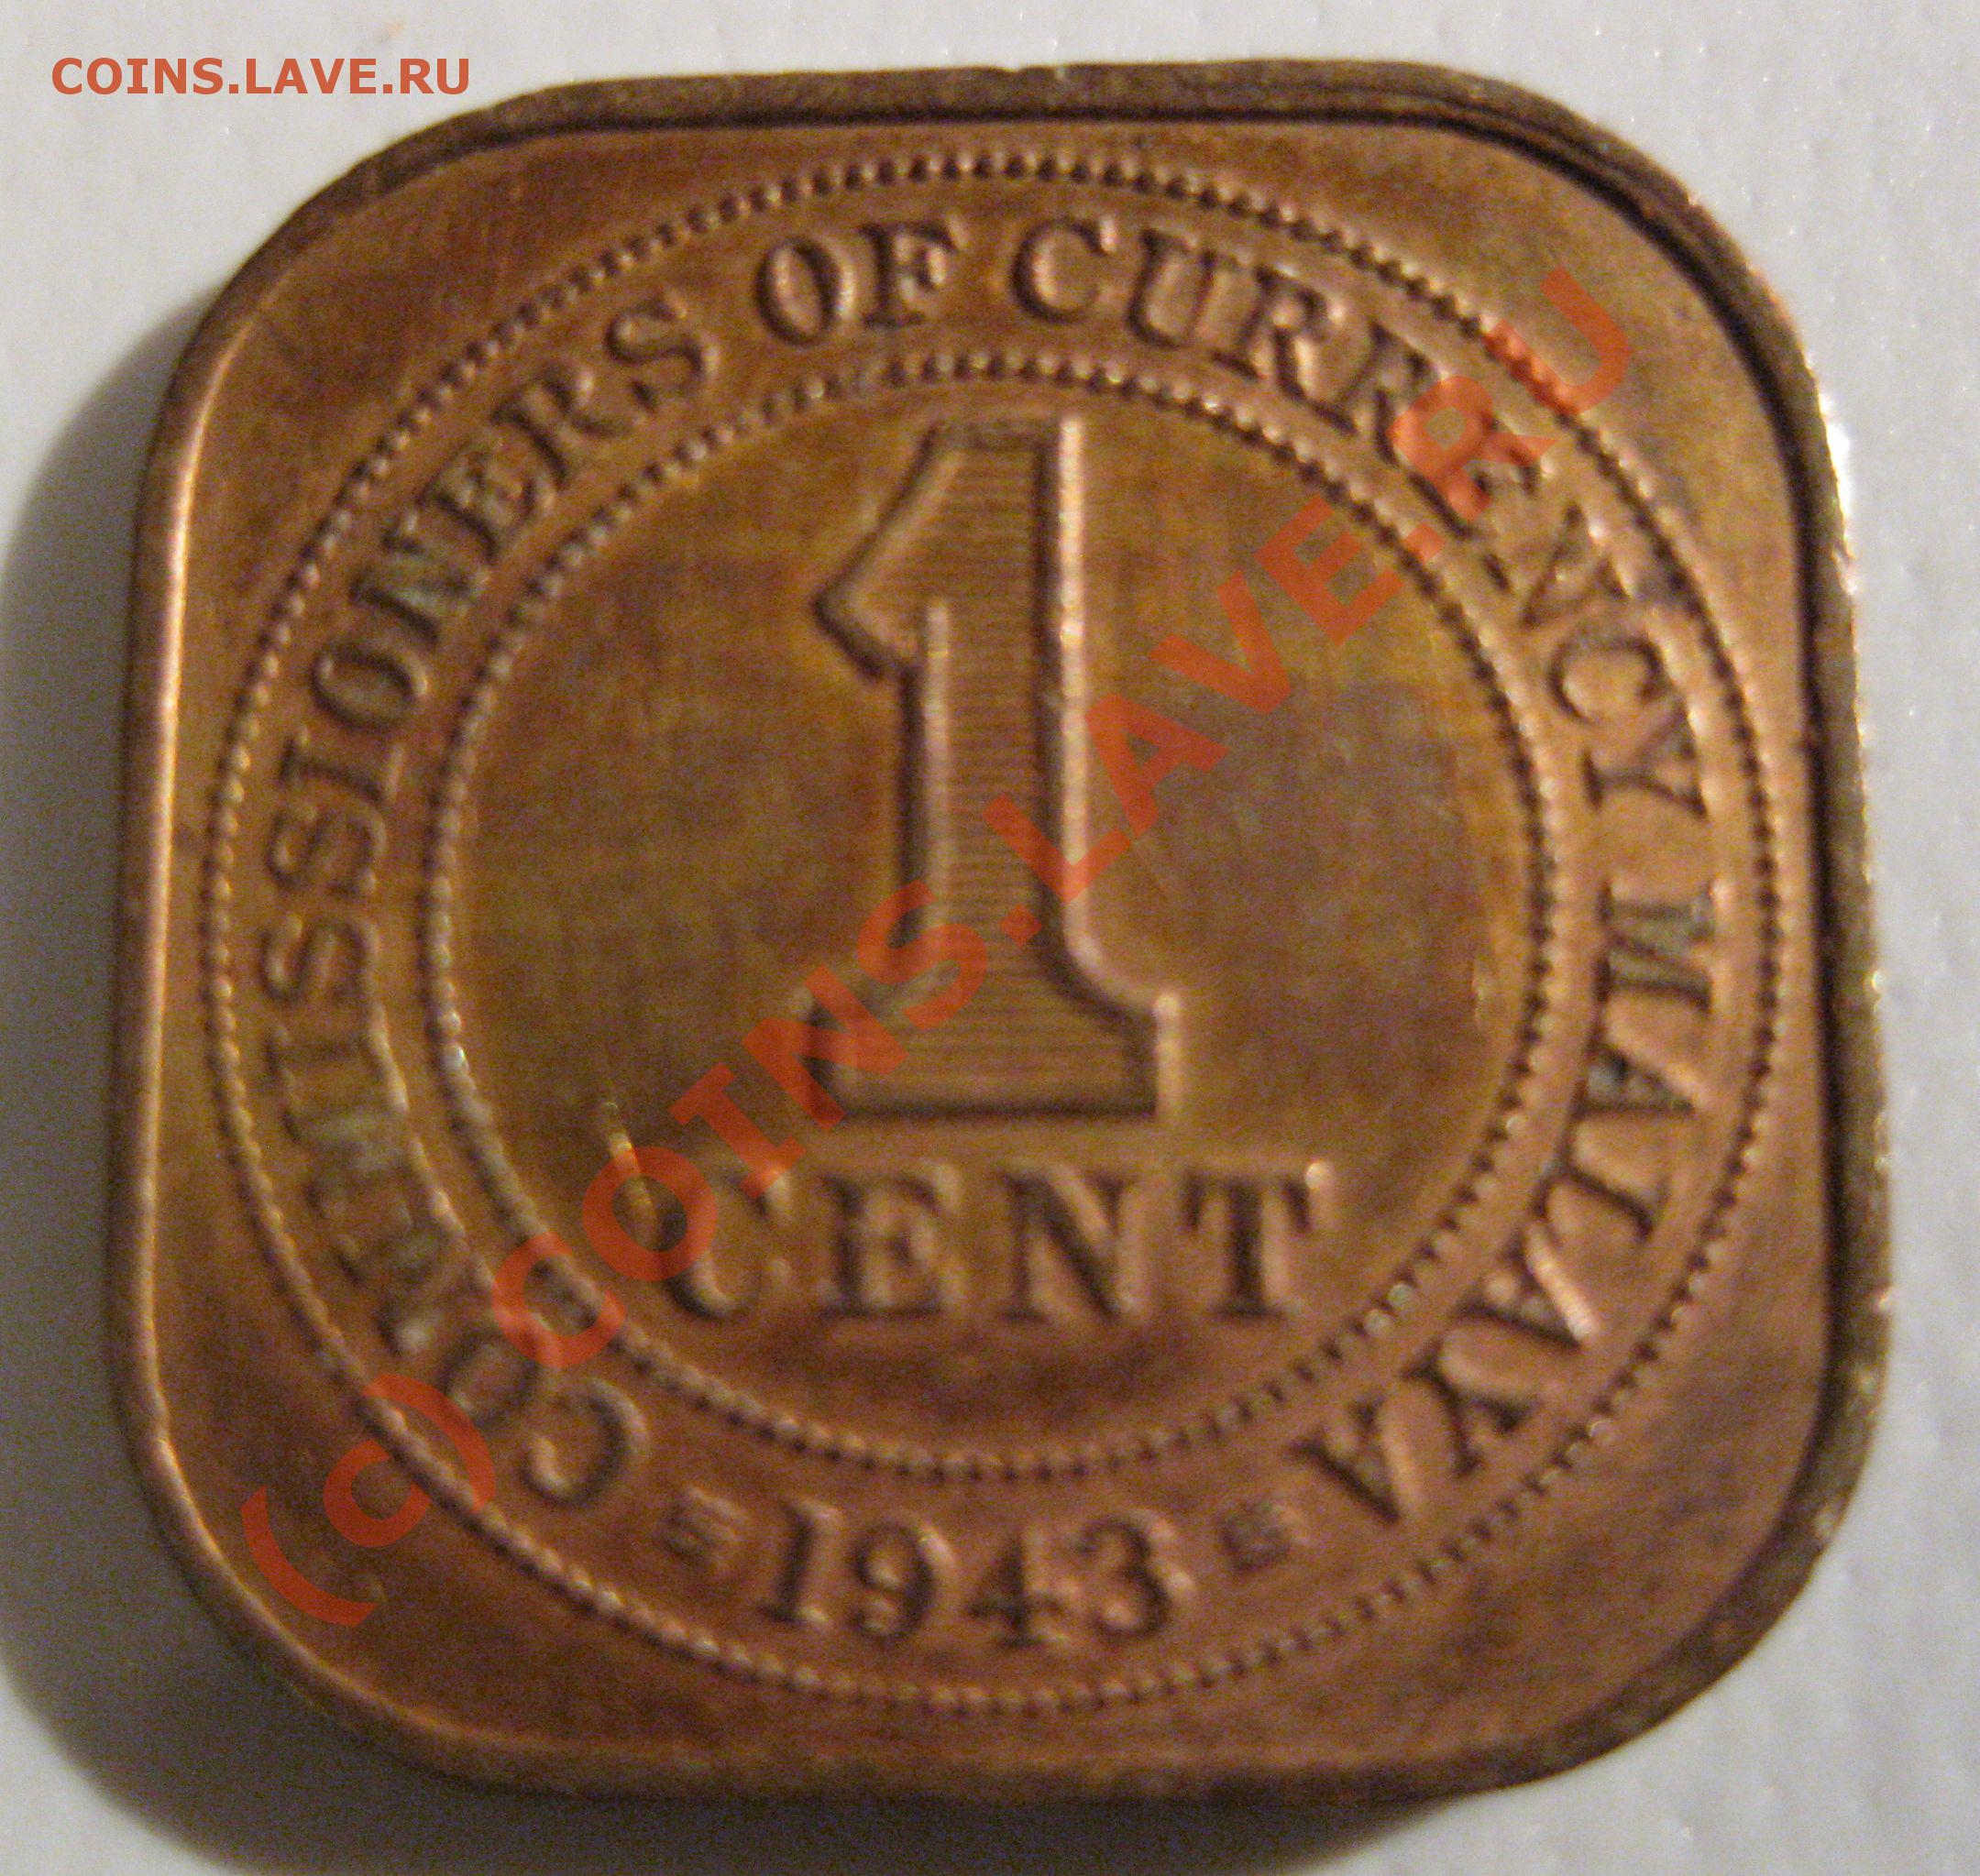 COINS.LAVE.RU
COMMISSIONERS OF CURRENCY MALAYA
1
CENT
1943
(c) COINS.LAVE.RU